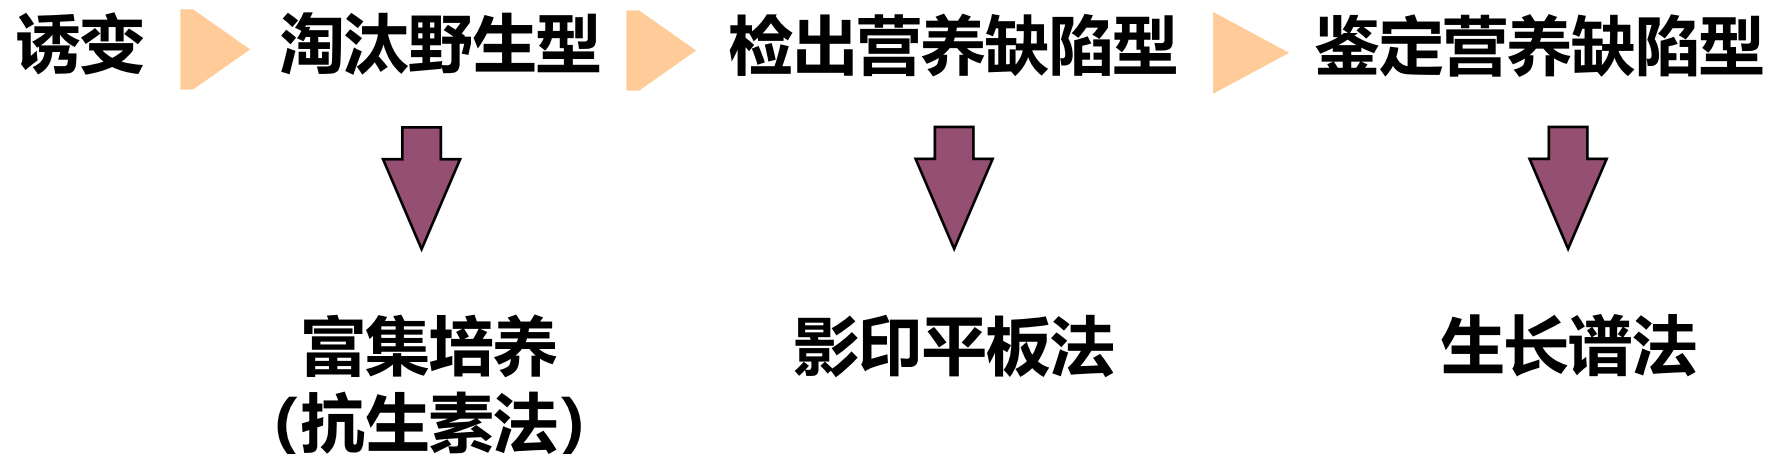 诱变 淘汰野生型 检出营养缺陷型 鉴定营养缺陷型
富集培养 影印平板法 生长谱法
(抗生素法)